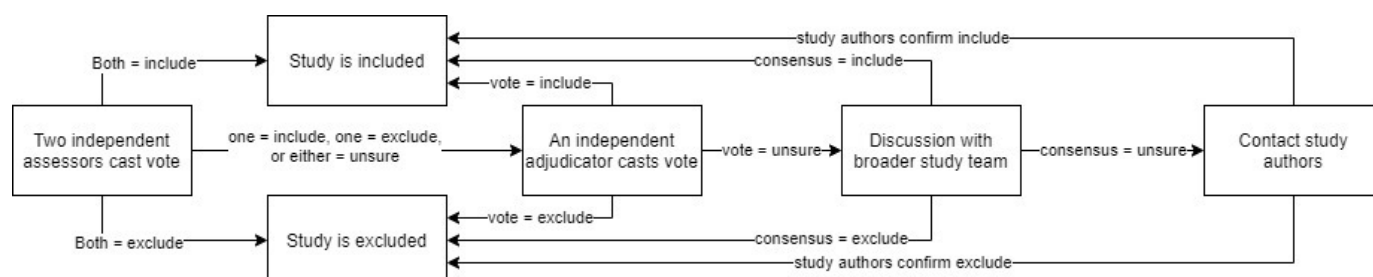 study authors confirm include
Both = include
Study is included
consensus = include
vote = include
Two independent
assessors cast vote
one = include, one = exclude,
or either = unsure
An independent
adjudicator casts vote
vote = unsure
Discussion with
broader study team
consensus = unsure
Contact study
authors
vote = exclude
Both = exclude
Study is excluded
consensus = exclude
study authors confirm exclude